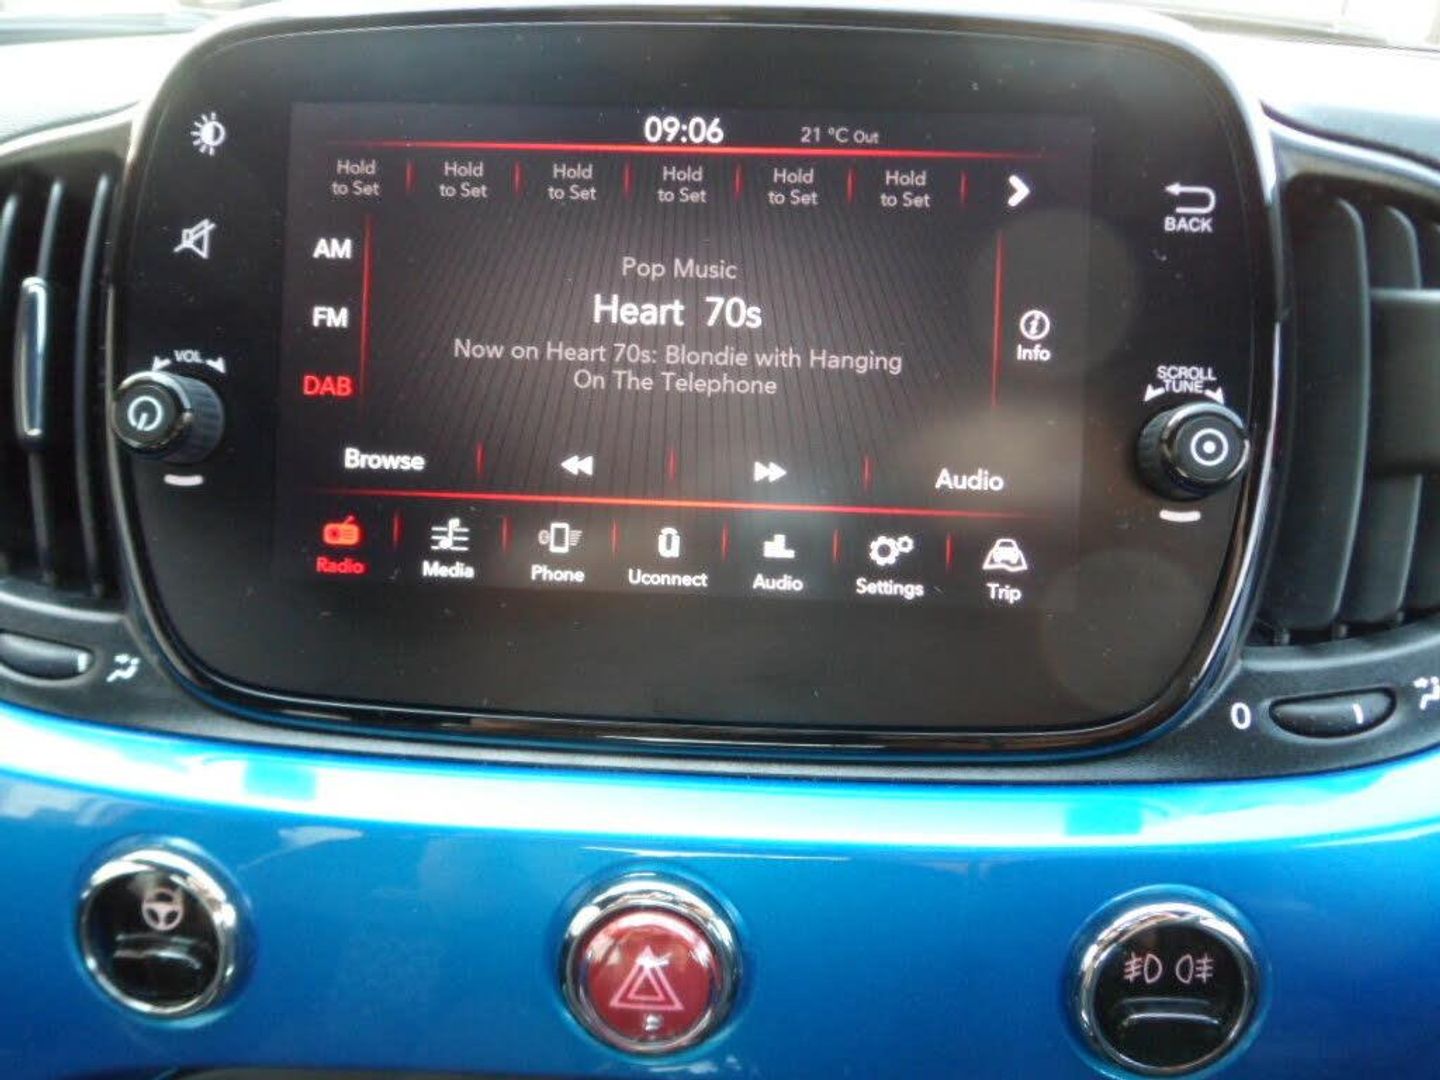 09:06 21 °C Out
Hold to Set
Hold to Set
Hold to Set
Hold to Set
Hold to Set
Hold to Set
BACK
AM
FM
DAB
Pop Music
Heart 70s
Now on Heart 70s: Blondie with Hanging
On The Telephone
Info
VOL
SCROLL
TUNE
Browse
Audio
Radio
Media
Phone
Uconnect
Audio
Settings
Trip
0